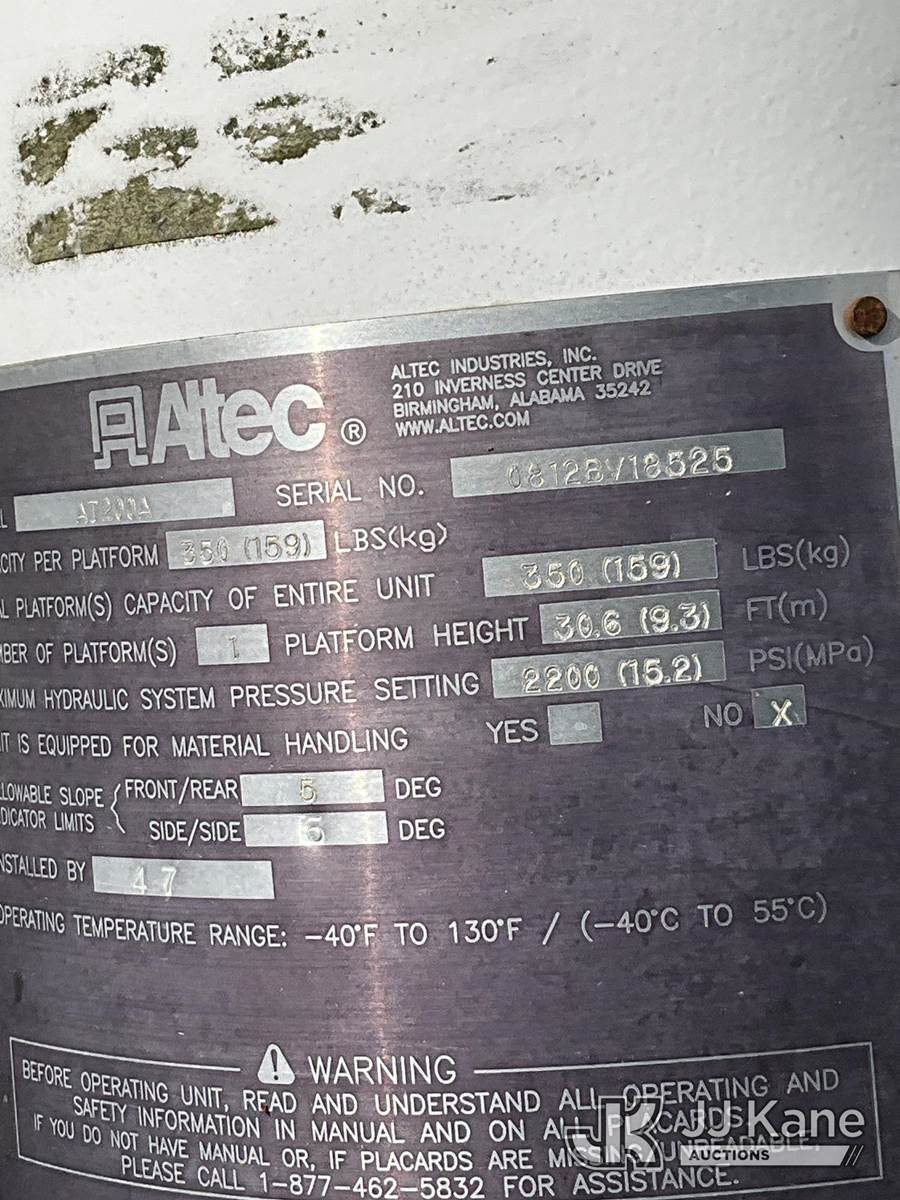 Altec ®
ALTEC INDUSTRIES, INC.
210 INVERNESS CENTER DRIVE
BIRMINGHAM, ALABAMA 35242
WWW.ALTEC.COM
L AT200A SERIAL NO. 0812BV18525
CITY PER PLATFORM 350 (159) LBS(kg)
L PLATFORM(S) CAPACITY OF ENTIRE UNIT 350 (159) LBS(kg)
BER OF PLATFORM(S) 1 PLATFORM HEIGHT 30.6 (9.3) FT(m)
XIMUM HYDRAULIC SYSTEM PRESSURE SETTING 2200 (15.2) PSI(MPa)
IT IS EQUIPPED FOR MATERIAL HANDLING YES NO X
LLOWABLE SLOPE FRONT/REAR 5 DEG
DICATOR LIMITS SIDE/SIDE DEG
NSTALLED BY 47
OPERATING TEMPERATURE RANGE: -40°F TO 130°F / (-40°C TO 55°C)
WARNING
BEFORE OPERATING UNIT, READ AND UNDERSTAND ALL OPERATING AND
SAFETY INFORMATION IN MANUAL AND ON ALL PLACARDS.
IF YOU DO NOT HAVE MANUAL OR, IF PLACARDS ARE MISSING/UNREADABLE,
PLEASE CALL 1-877-462-5832 FOR ASSISTANCE.
JK JJ Kane
AUCTIONS